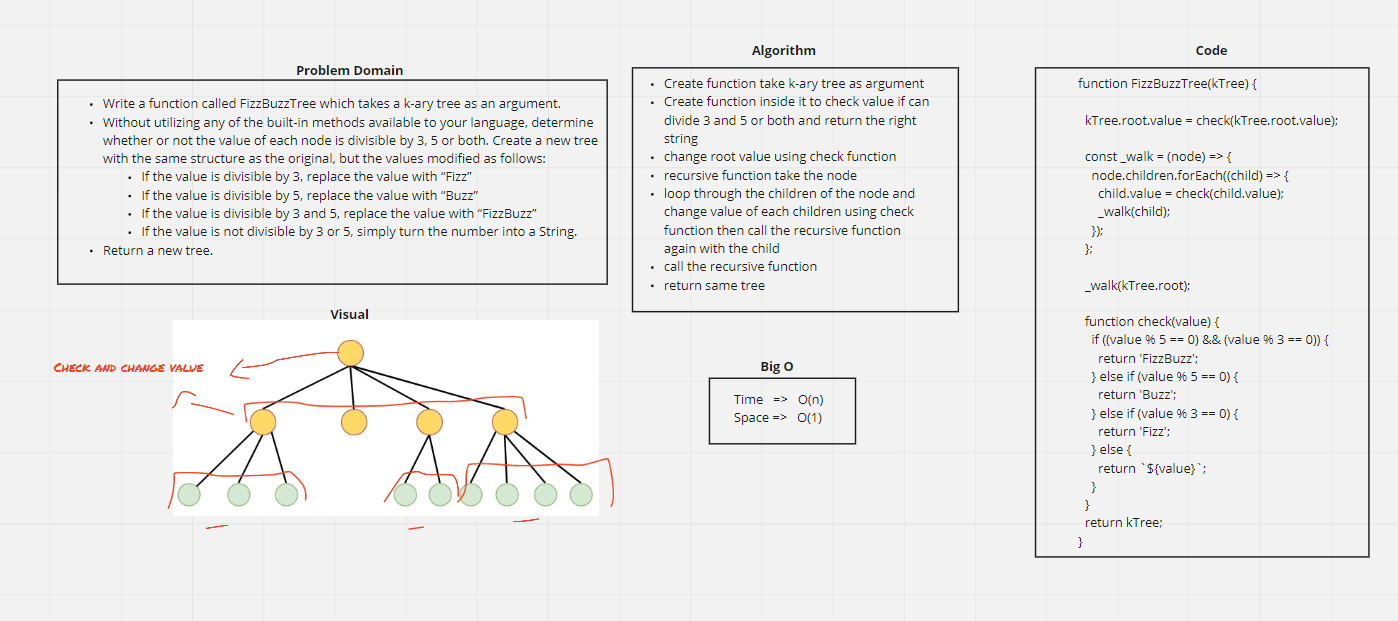 Problem Domain
• Write a function called FizzBuzzTree which takes a k-ary tree as an argument.
• Without utilizing any of the built-in methods available to your language, determine
whether or not the value of each node is divisible by 3, 5 or both. Create a new tree
with the same structure as the original, but the values modified as follows:
• If the value is divisible by 3, replace the value with “Fizz”
• If the value is divisible by 5, replace the value with “Buzz”
• If the value is divisible by 3 and 5, replace the value with “FizzBuzz”
• If the value is not divisible by 3 or 5, simply turn the number into a String.
• Return a new tree.
Visual
Check and change value
Algorithm
• Create function take k-ary tree as argument
• Create function inside it to check value if can
divide 3 and 5 or both and return the right
string
• change root value using check function
• recursive function take the node
• loop through the children of the node and
change value of each children using check
function then call the recursive function
again with the child
• call the recursive function
• return same tree
Big O
Time => O(n)
Space => O(1)
Code
function FizzBuzzTree(kTree) {
kTree.root.value = check(kTree.root.value);
const _walk = (node) => {
node.children.forEach((child) => {
child.value = check(child.value);
_walk(child);
});
};
_walk(kTree.root);
function check(value) {
if ((value % 5 == 0) && (value % 3 == 0)) {
return 'FizzBuzz';
} else if (value % 5 == 0) {
return 'Buzz';
} else if (value % 3 == 0) {
return 'Fizz';
} else {
return `${value}`;
}
}
return kTree;
}